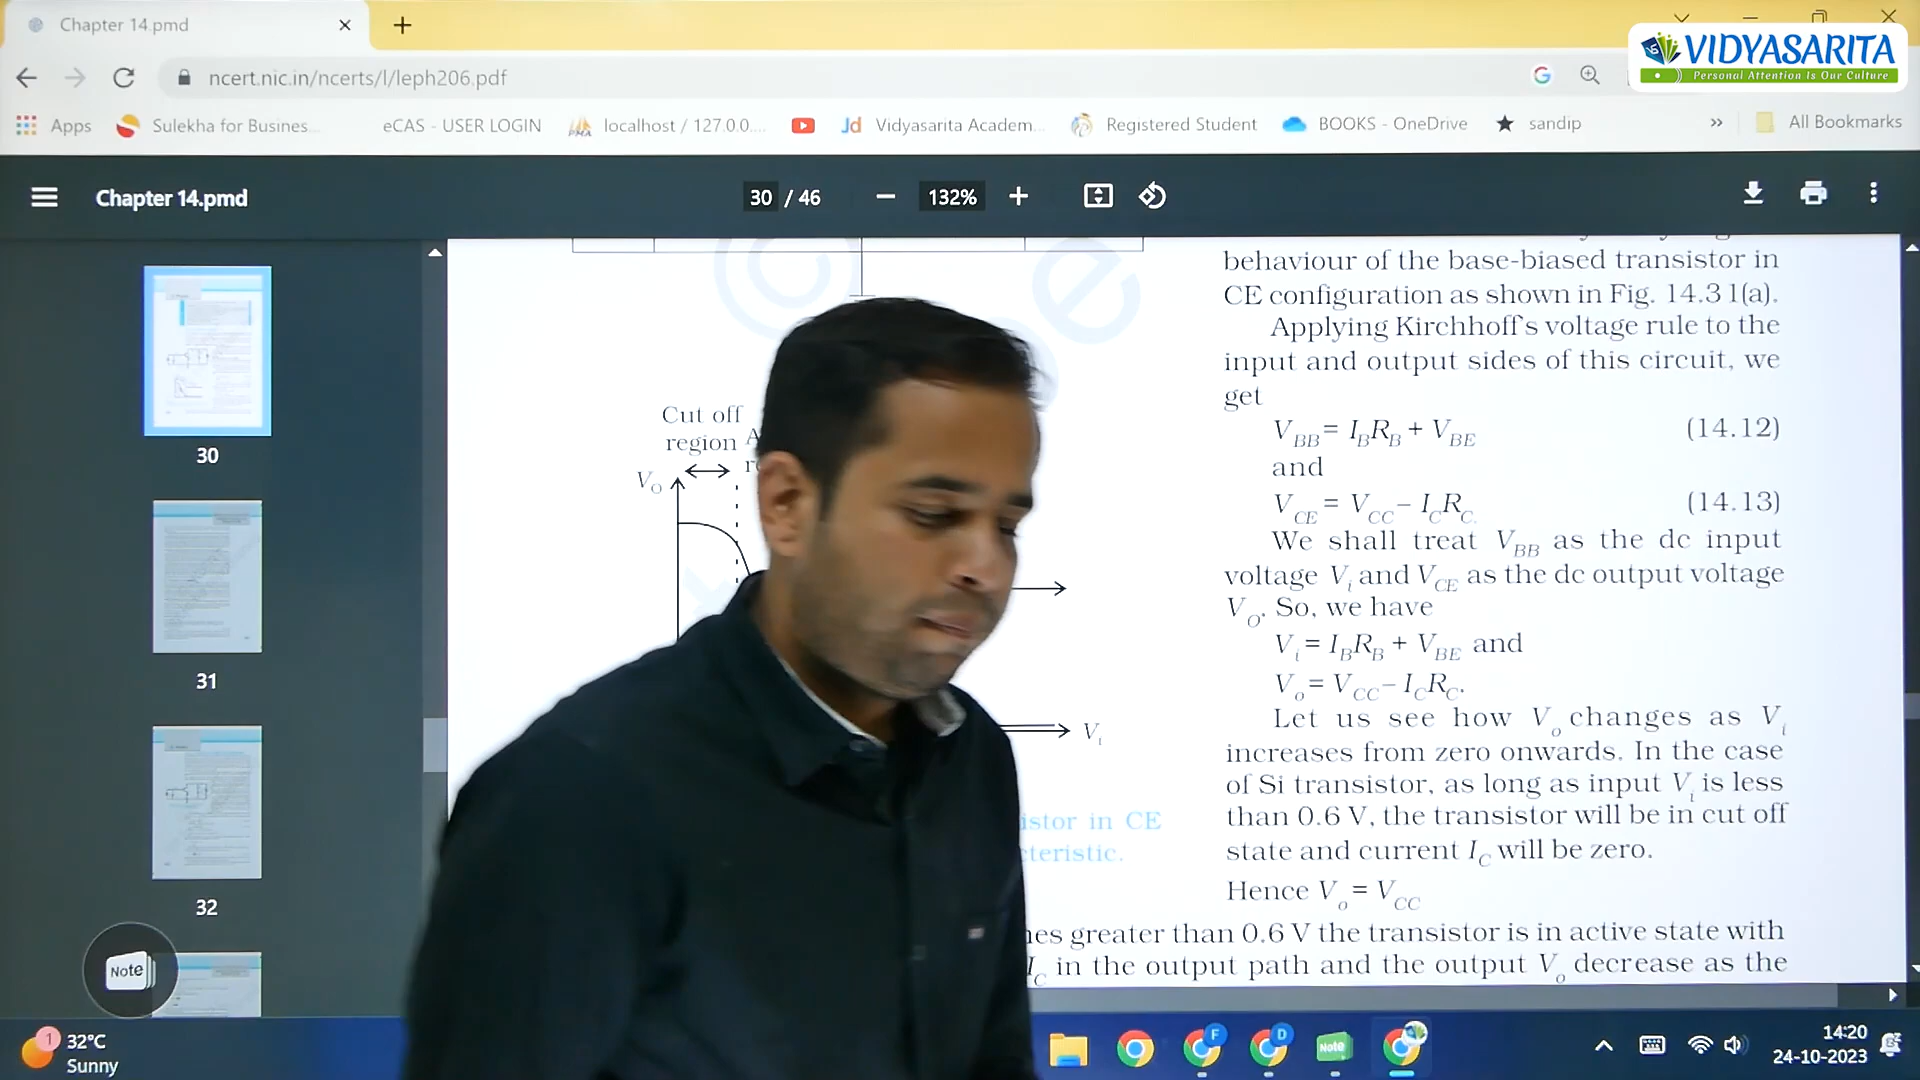 Chapter 14.pmd
VIDYASARITA
Personal Attention Is Our Culture
ncert.nic.in/ncerts/l/leph206.pdf
Apps
Sulekha for Busines...
eCAS - USER LOGIN
localhost / 127.0.0....
Jd Vidyasarita Academ...
Registered Student
BOOKS - OneDrive
sandip
»
All Bookmarks
Chapter 14.pmd
30 / 46
132%
30
31
32
Note
Cut off
region
V_O
V_i
istor in CE
cteristic.
behaviour of the base-biased transistor in
CE configuration as shown in Fig. 14.31(a).
Applying Kirchhoff's voltage rule to the
input and output sides of this circuit, we
get
V_BB = I_B R_B + V_BE (14.12)
and
V_CE = V_CC – I_C R_C. (14.13)
We shall treat V_BB as the dc input
voltage V_i and V_CE as the dc output voltage
V_O. So, we have
V_i = I_B R_B + V_BE and
V_o = V_CC – I_C R_C.
Let us see how V_o changes as V_i
increases from zero onwards. In the case
of Si transistor, as long as input V_i is less
than 0.6 V, the transistor will be in cut off
state and current I_C will be zero.
Hence V_o = V_CC
nes greater than 0.6 V the transistor is in active state with
I_C in the output path and the output V_o decrease as the
1
32°C
Sunny
F
D
Note
14:20
24-10-2023